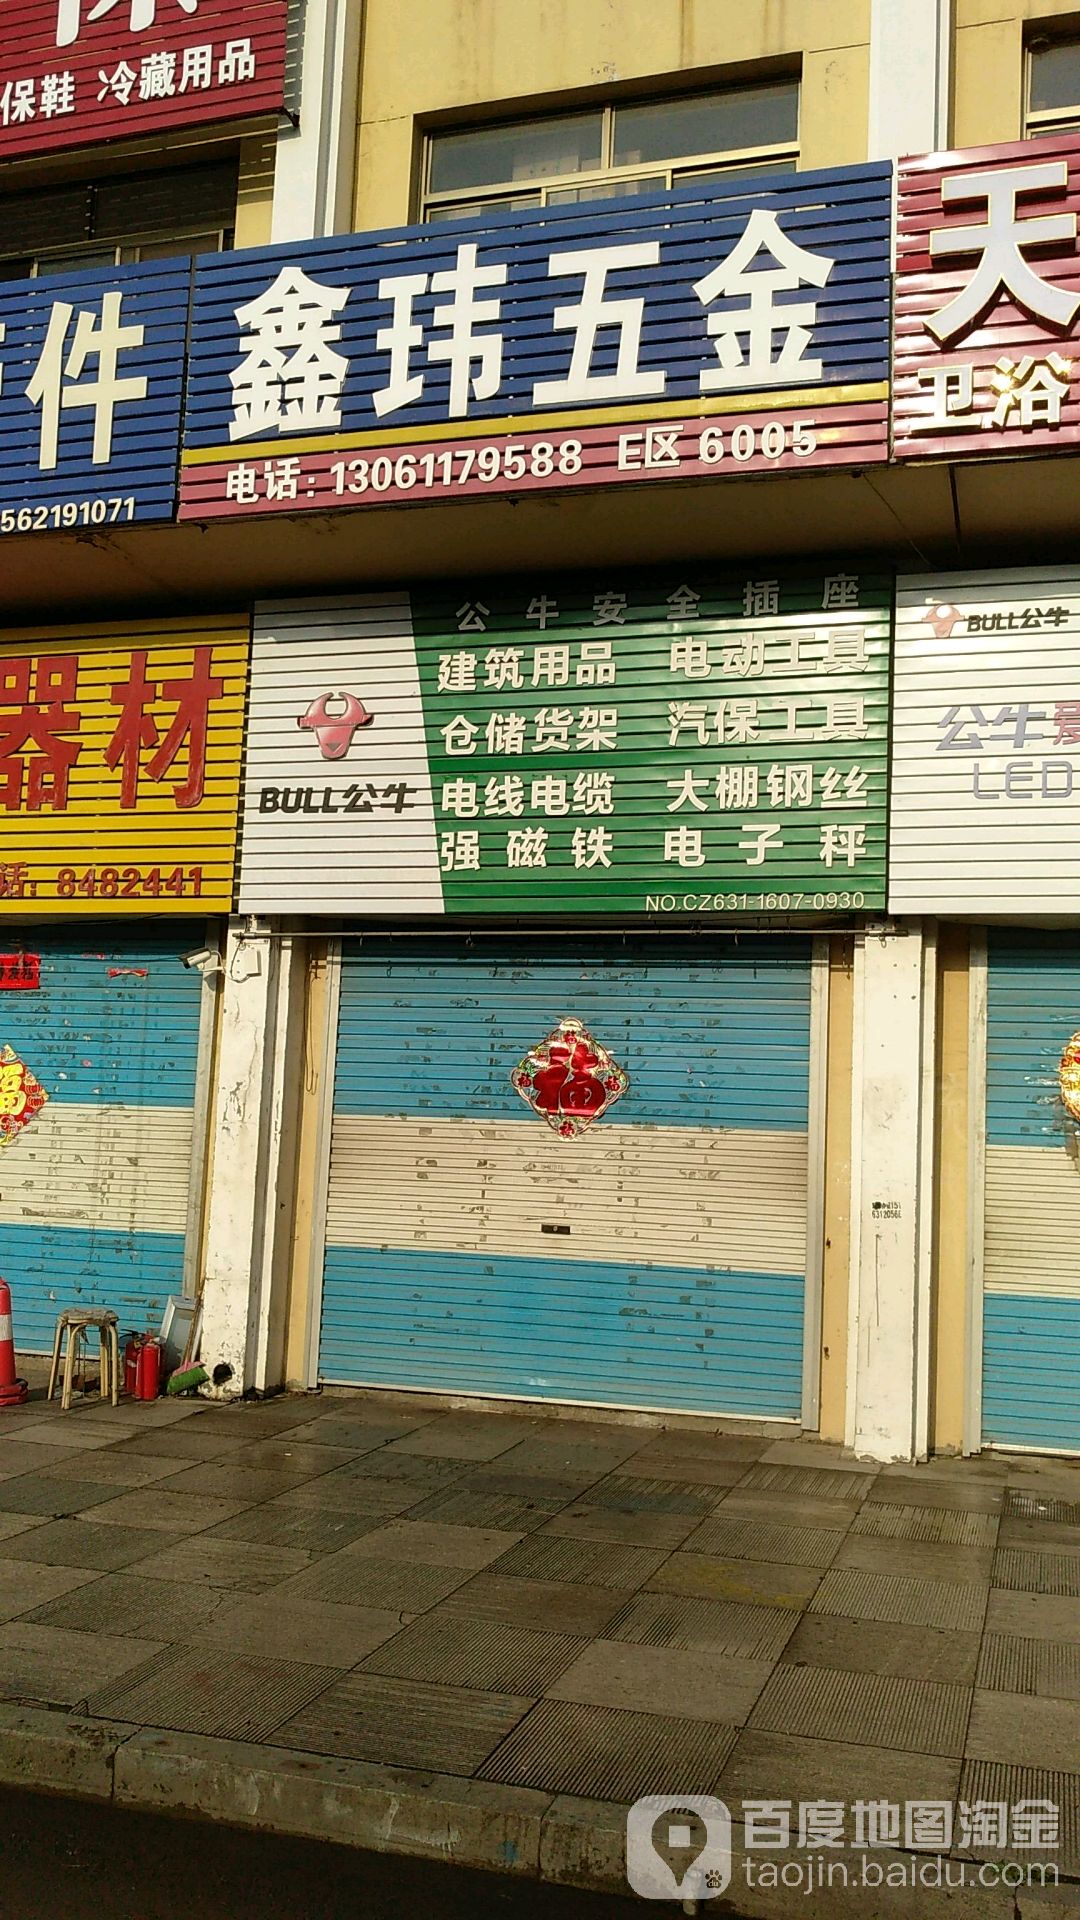 保鞋 冷藏用品
件
562191071
鑫玮五金
电话：13061179588 E区 6005
天
卫浴
器材
话：8482441
BULL公牛
公牛安全插座
建筑用品 电动工具
仓储货架 汽保工具
电线电缆 大棚钢丝
强磁铁 电子秤
NO.CZ631-1607-0930
BULL公牛
公牛爱
LED
福
福
百度地图淘金
taojin.baidu.com